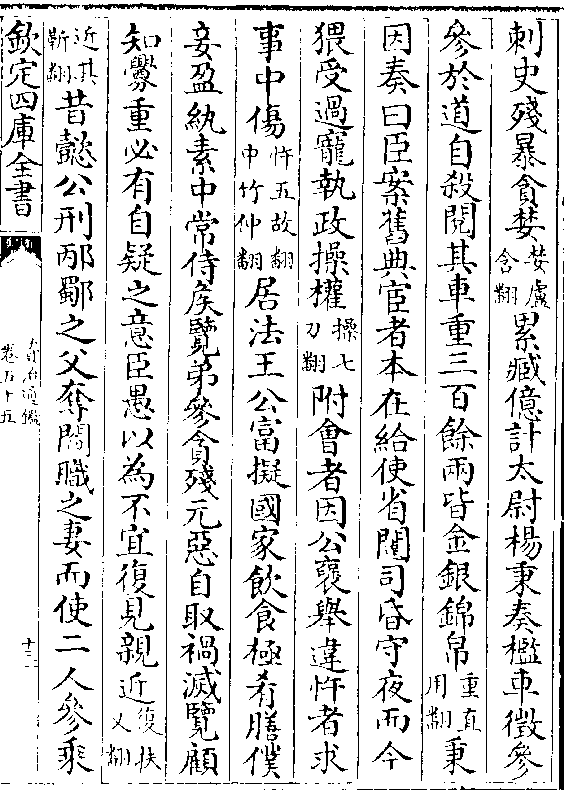 刺史殘暴貪婪婪盧含翻累臧億計太尉楊秉奏檻車徵參
參於道自殺閱其車重三百餘兩皆金銀錦帛重直用翻秉
因奏曰臣案舊典宦者本在給使省闥司昏守夜而今
猥受過寵執政操權操七刀翻附會者因公襃舉違忤者求
事中傷忤五故翻中竹仲翻居法王公富擬國家飲食極肴膳僕
妾盈紈素中常侍侯覽弟參貪殘元惡自取禍滅覽顧
知釁重必有自疑之意臣愚以為不宜復見親近復扶又翻
近其靳翻昔懿公刑邴鄢之父奪閻職之妻而使二人參乘
欽定四庫全書
資治通鑑
卷五十五
十三